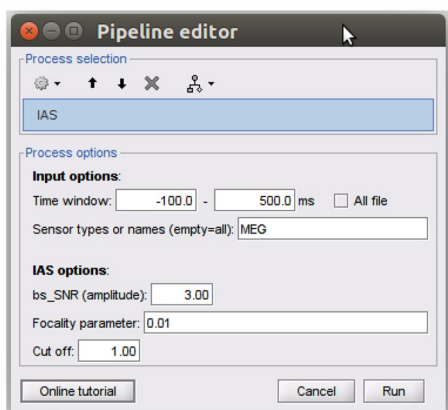 Pipeline editor
Process selection
IAS
Process options
Input options:
Time window: -100.0 - 500.0 ms All file
Sensor types or names (empty=all): MEG
IAS options:
bs_SNR (amplitude): 3.00
Focality parameter: 0.01
Cut off: 1.00
Online tutorial Cancel Run